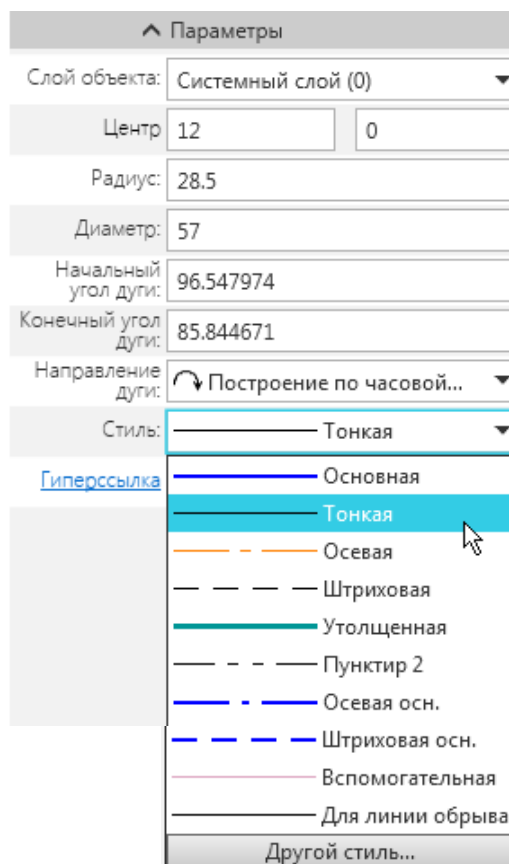 Параметры
Слой объекта: Системный слой (0)
Центр 12 0
Радиус: 28.5
Диаметр: 57
Начальный
угол дуги: 96.547974
Конечный угол
дуги: 85.844671
Направление
дуги: Построение по часовой...
Стиль: Тонкая
Гиперссылка
Основная
Тонкая
Осевая
Штриховая
Утолщенная
Пунктир 2
Осевая осн.
Штриховая осн.
Вспомогательная
Для линии обрыва
Другой стиль...